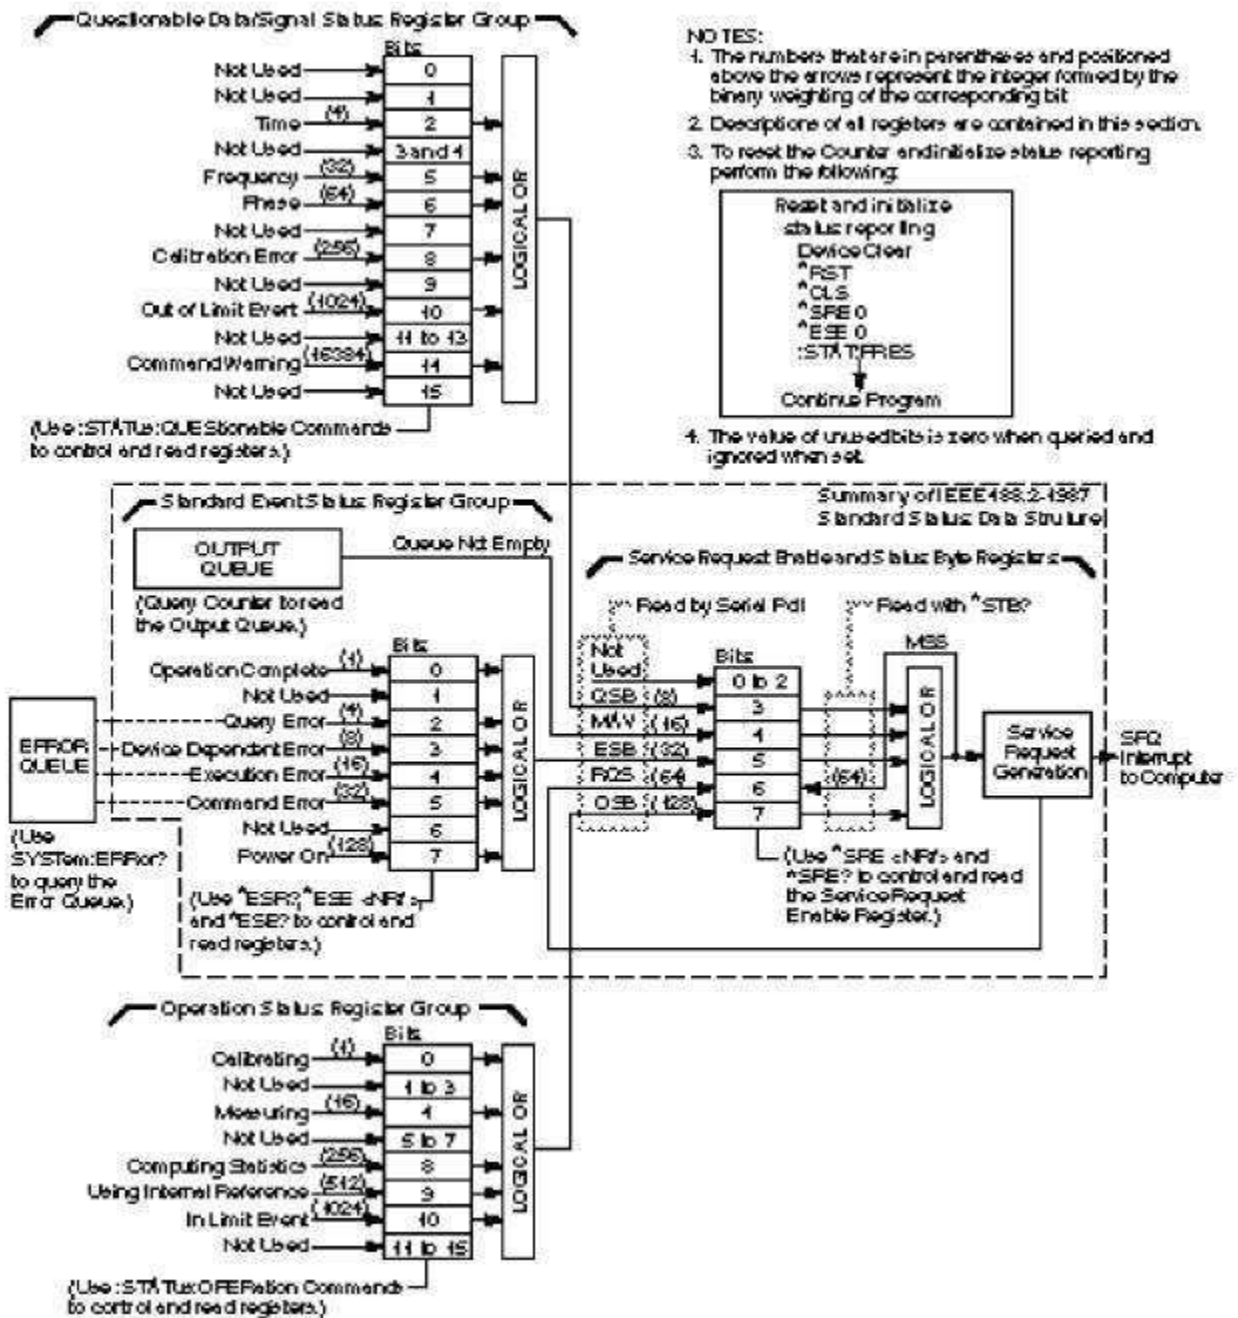 Questionable Data/Signal Status Register Group
Bits
Not Used 0
Not Used 1
Time (4) 2
Not Used 3 and 4
Frequency (32) 5
Phase (64) 6
Not Used 7
Calibration Error (256) 8
Not Used 9
Out of Limit Event (1024) 10
Not Used 11 to 13
Command Warning (16384) 14
Not Used 15
LOGICAL OR
(Use :STATus:QUEStionable Commands
to control and read registers.)
NOTES:
1. The numbers that are in parentheses and positioned
above the arrows represent the integer formed by the
binary weighting of the corresponding bit
2. Descriptions of all registers are contained in this section.
3. To reset the Counter and initialize status reporting
perform the following:
Reset and initialize
status reporting
Device Clear
*RST
*CLS
*SRE 0
*ESE 0
:STAT:PRES
Continue Program
4. The value of unused bits is zero when queried and
ignored when set.
Summary of IEEE 488.2-1987
Standard Status Data Struture
Standard Event Status Register Group
OUTPUT
QUEUE
Queue Not Empty
(Query Counter to read
the Output Queue.)
Bits
Operation Complete (1) 0
Not Used 1
Query Error (4) 2
Device Dependent Error (8) 3
Execution Error (16) 4
Command Error (32) 5
Not Used 6
Power On (128) 7
LOGICAL OR
ERROR
QUEUE
(Use
SYSTem:ERRor?
to query the
Error Queue.)
(Use *ESR?, *ESE <NRf>,
and *ESE? to control and
read registers.)
Service Request Enable and Status Byte Registers
Read by Serial Poll
Read with *STB?
Bits
MSS
Not
Used 0 to 2
QSB (8) 3
MAV (16) 4
ESB (32) 5
RQS (64) 6 (64)
OSB (128) 7
LOGICAL OR
Service
Request
Generation
SRQ
Interrupt
to Computer
(Use *SRE <NRf> and
*SRE? to control and read
the Service Request
Enable Register.)
Operation Status Register Group
Bits
Calibrating (1) 0
Not Used 1 to 3
Measuring (16) 4
Not Used 5 to 7
Computing Statistics (256) 8
Using Internal Reference (512) 9
In Limit Event (1024) 10
Not Used 11 to 15
LOGICAL OR
(Use :STATus:OPERation Commands
to control and read registers.)